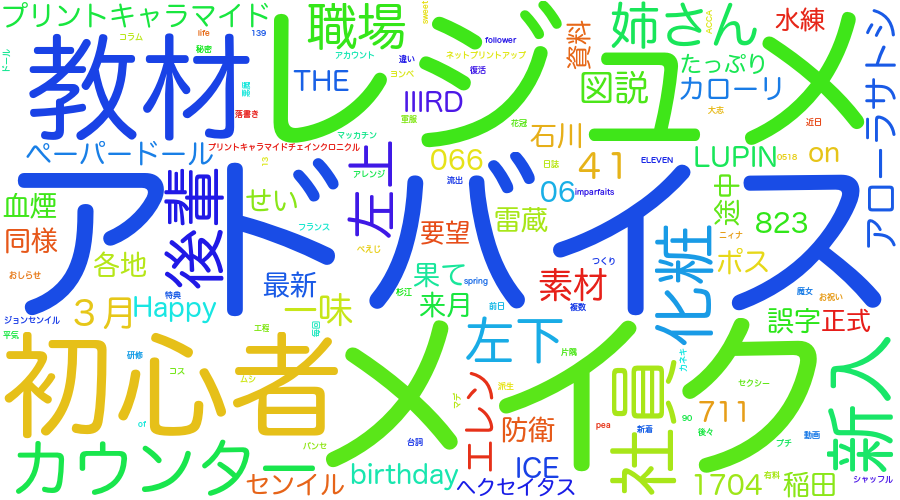 プリントキャラマイド
コラム
life
139
職場
sweet
レジュメ
follower
ACCA
姉さん
水練
アローラサトシ
秘密
アカウント
ネットプリントアップ
資料
ドール
教材
THE
違い
ヨンペ
復活
図説
たっぷり
カローリ
落書き
IIIRD
花冠
大志
近日
マッカチン
石川
日誌
ペーパードール
プリントキャラマイドチェインクロニクル
13
左上
066
41
ELEVEN
LUPIN
0518
on
アレンジ
流出
06
imparfaits
血煙
後輩
せい
雷蔵
途中
823
アドバイス
フランス
同様
要望
ニィナ
べえじ
つくり
化粧
ポス
おしらせ
各地
最新
果て
spring
素材
特典
杉江
来月
前日
複数
魔女
お祝い
3月
Happy
一味
ジョンセンイル
工程
毎回
左下
誤字
正式
平気
初心者
研修
メイク
片隅
カネキ
コス
ムシ
エレン
派生
社員
セクシー
新人
マチ
711
of
防衛
pea
90
プチ
新着
後々
動画
カウンター
パンセ
台詞
センイル
birthday
ICE
ヘクセイタス
1704
有料
稲田
シャッフル